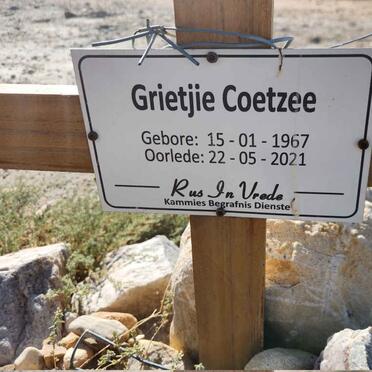 Grietjie Coetzee
Gebore: 15 - 01 - 1967
Oorlede: 22 - 05 - 2021
Rus In Vrede
Kammies Begrafnis Dienste